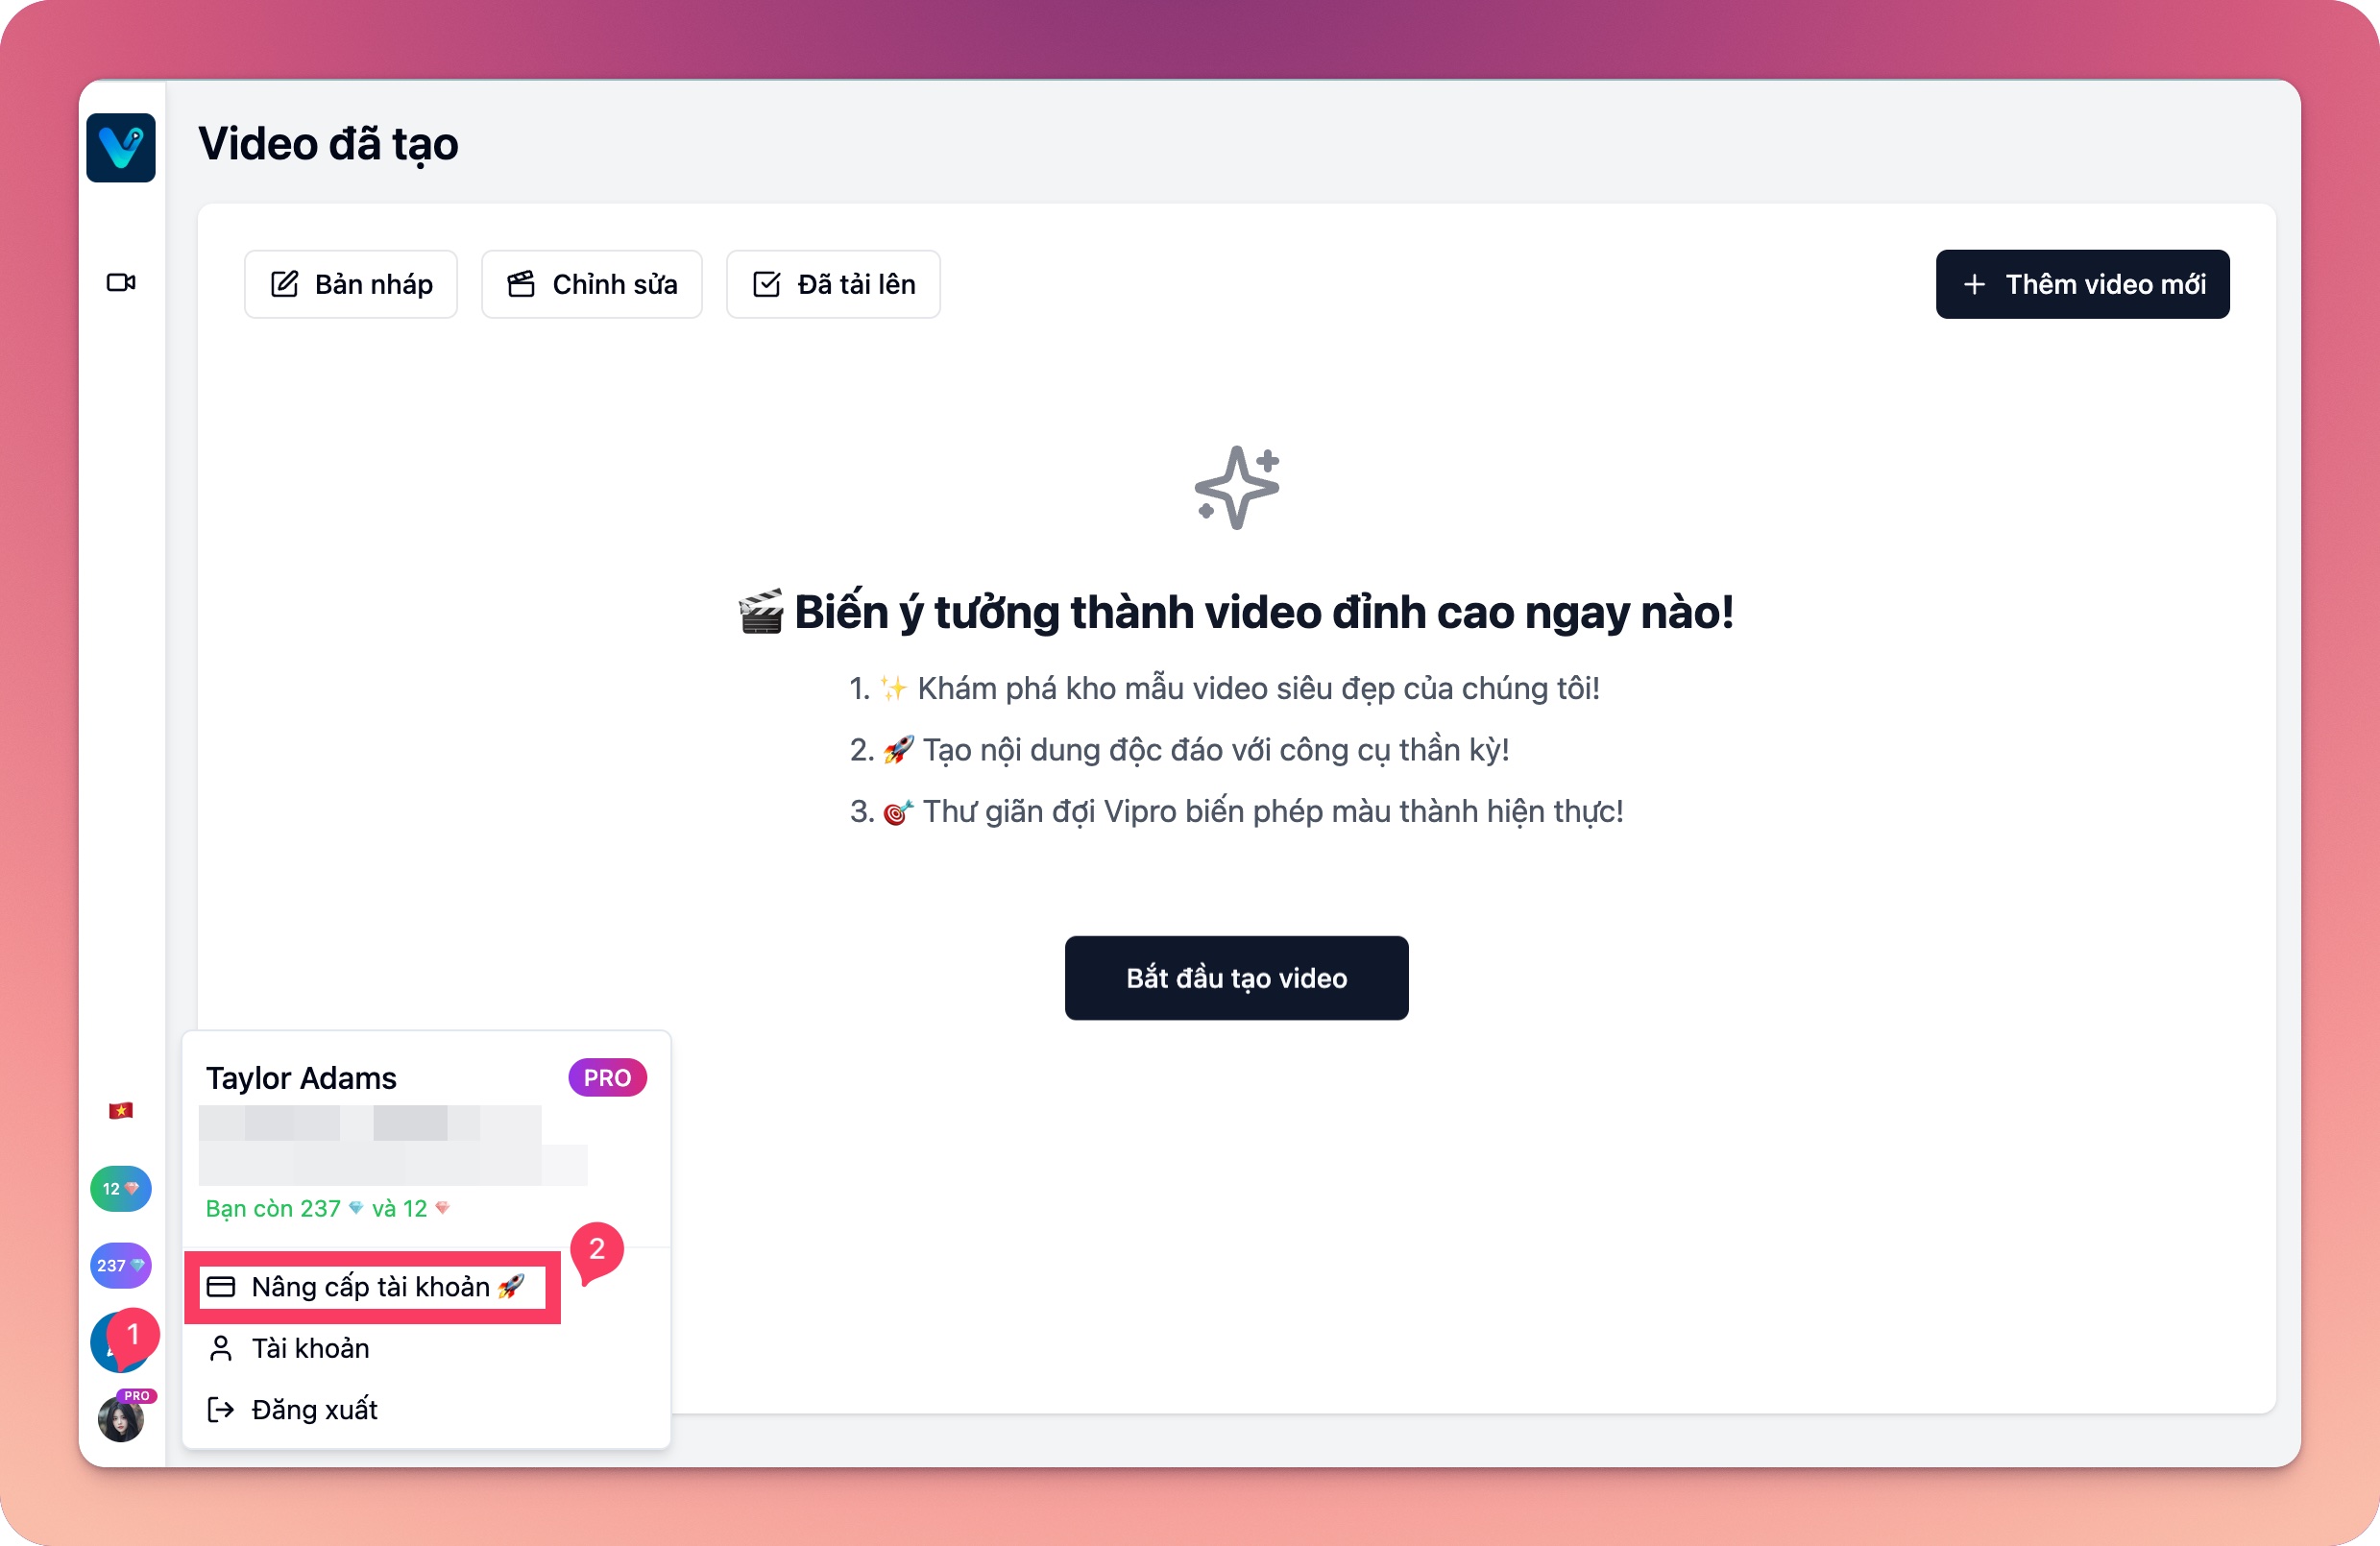 Video đã tạo
Bản nháp
Chỉnh sửa
Đã tải lên
+ Thêm video mới
🎬 Biến ý tưởng thành video đỉnh cao ngay nào!
1. ✨ Khám phá kho mẫu video siêu đẹp của chúng tôi!
2. 🚀 Tạo nội dung độc đáo với công cụ thần kỳ!
3. 🎯 Thư giãn đợi Vipro biến phép màu thành hiện thực!
Bắt đầu tạo video
Taylor Adams
PRO
Bạn còn 237 💎 và 12 ♦
2
Nâng cấp tài khoản 🚀
Tài khoản
Đăng xuất
12
237
1
PRO